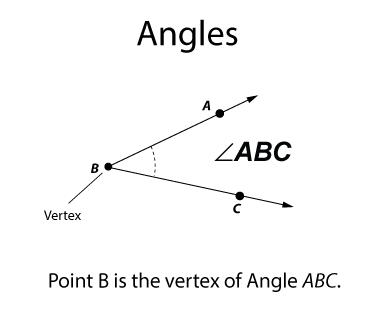 Angles
A
∠ABC
B
C
Vertex
Point B is the vertex of Angle ABC.